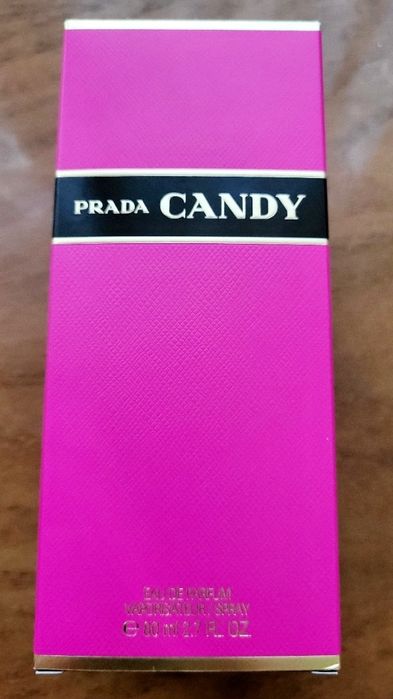 PRADA CANDY
EAU DE PARFUM
VAPORISATEUR / SPRAY
℮ 80 ml 2.7 FL. OZ.